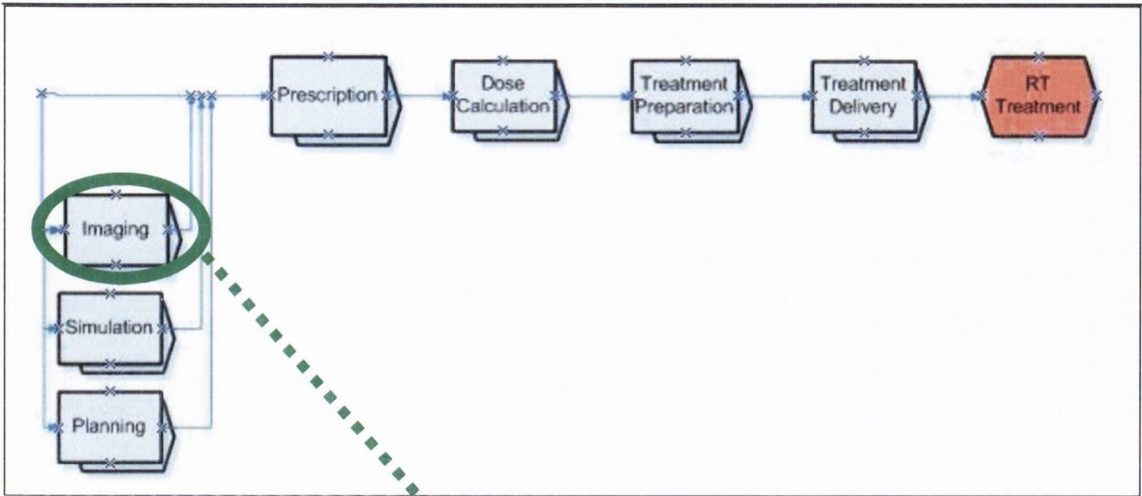 Prescription
Dose
Calculation
Treatment
Preparation
Treatment
Delivery
RT
Treatment
Imaging
Simulation
Planning